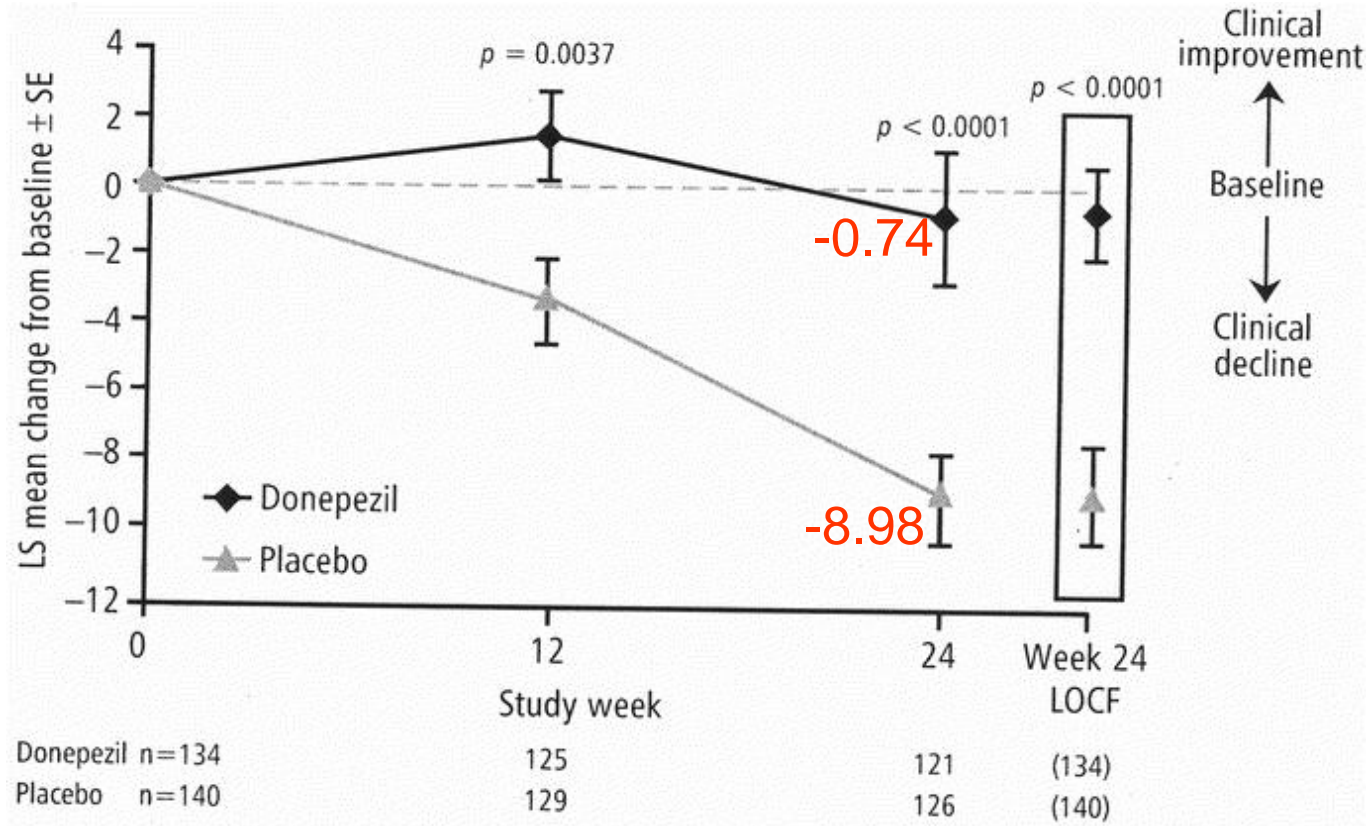 Clinical
improvement
Baseline
Clinical
decline
LS mean change from baseline ± SE
4
2
0
−2
−4
−6
−8
−10
−12
p = 0.0037
p < 0.0001
p < 0.0001
-0.74
-8.98
Donepezil
Placebo
0 12 24 Week 24
LOCF
Study week
Donepezil n=134 125 121 (134)
Placebo n=140 129 126 (140)